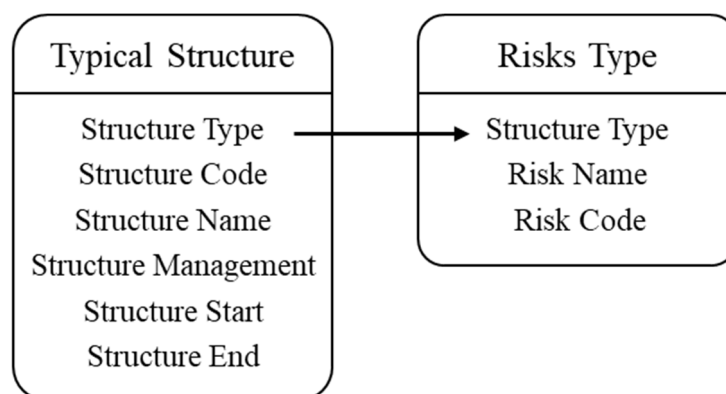 Typical Structure
Structure Type
Structure Code
Structure Name
Structure Management
Structure Start
Structure End
Risks Type
Structure Type
Risk Name
Risk Code